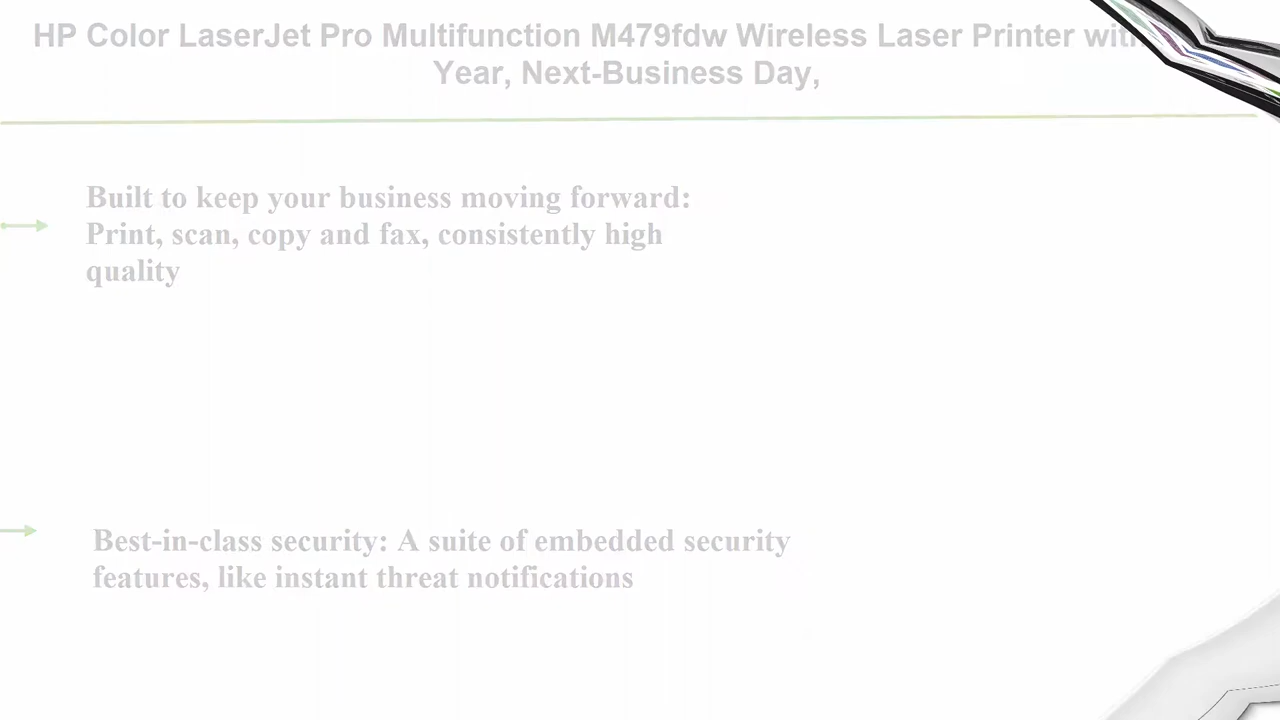 HP Color LaserJet Pro Multifunction M479fdw Wireless Laser Printer with
Year, Next-Business Day,
Built to keep your business moving forward:
Print, scan, copy and fax, consistently high
quality
Best-in-class security: A suite of embedded security
features, like instant threat notifications